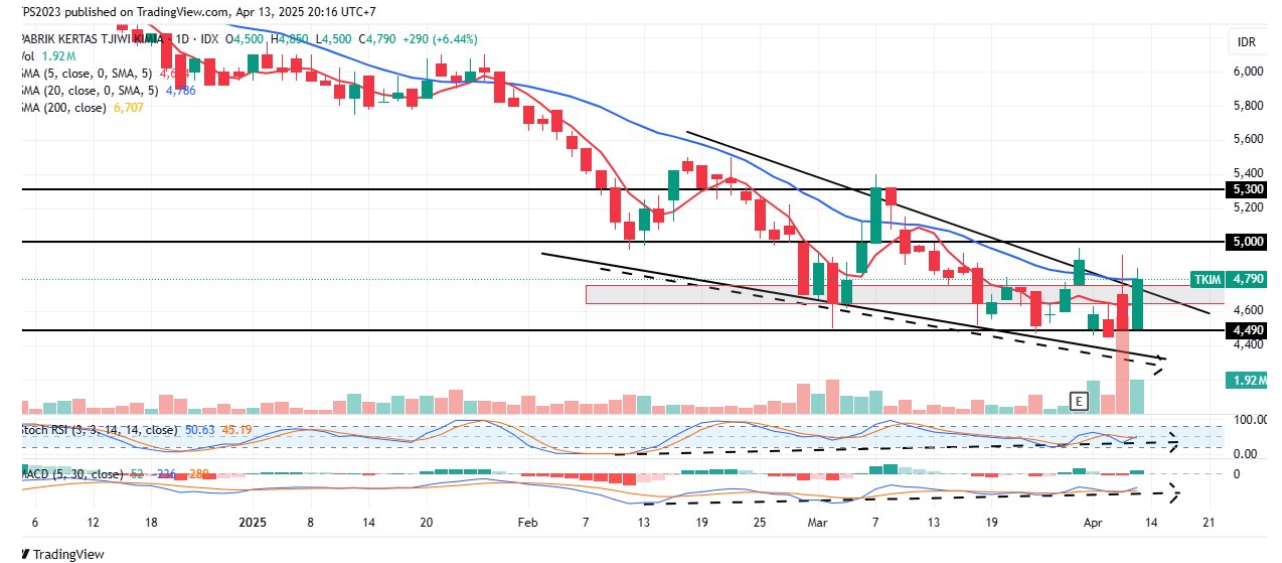 PS2023 published on TradingView.com, Apr 13, 2025 20:16 UTC+7
PABRIK KERTAS TJIWI KIMIA · 1D · IDX O4,500 H4,850 L4,500 C4,790 +290 (+6.44%)
Vol 1.92M
SMA (5, close, 0, SMA, 5)
SMA (20, close, 0, SMA, 5) 4,786
SMA (200, close) 6,707
IDR
6,000
5,800
5,600
5,400
5,300
5,200
5,000
TKIM 4,790
4,600
4,490
4,400
1.92M
E
100.00
Stoch RSI (3, 3, 14, 14, close) 50.63 45.19
0.00
MACD (5, 30, close) 52 -226 -280
0
6 12 18 2025 8 14 20 Feb 7 13 19 25 Mar 7 13 19 Apr 14 21
TradingView